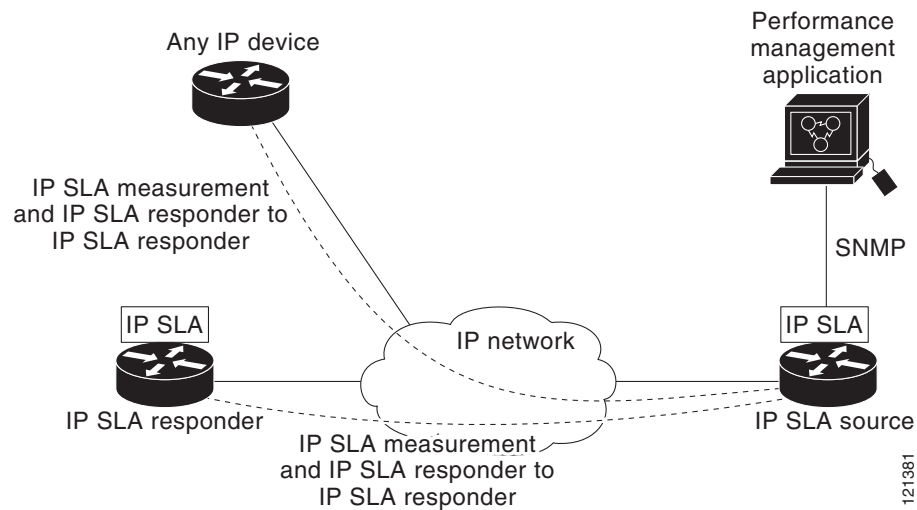 Performance
management
application
Any IP device
IP SLA measurement
and IP SLA responder to
IP SLA responder
SNMP
IP SLA
IP network
IP SLA
IP SLA responder
IP SLA source
IP SLA measurement
and IP SLA responder to
IP SLA responder
121381